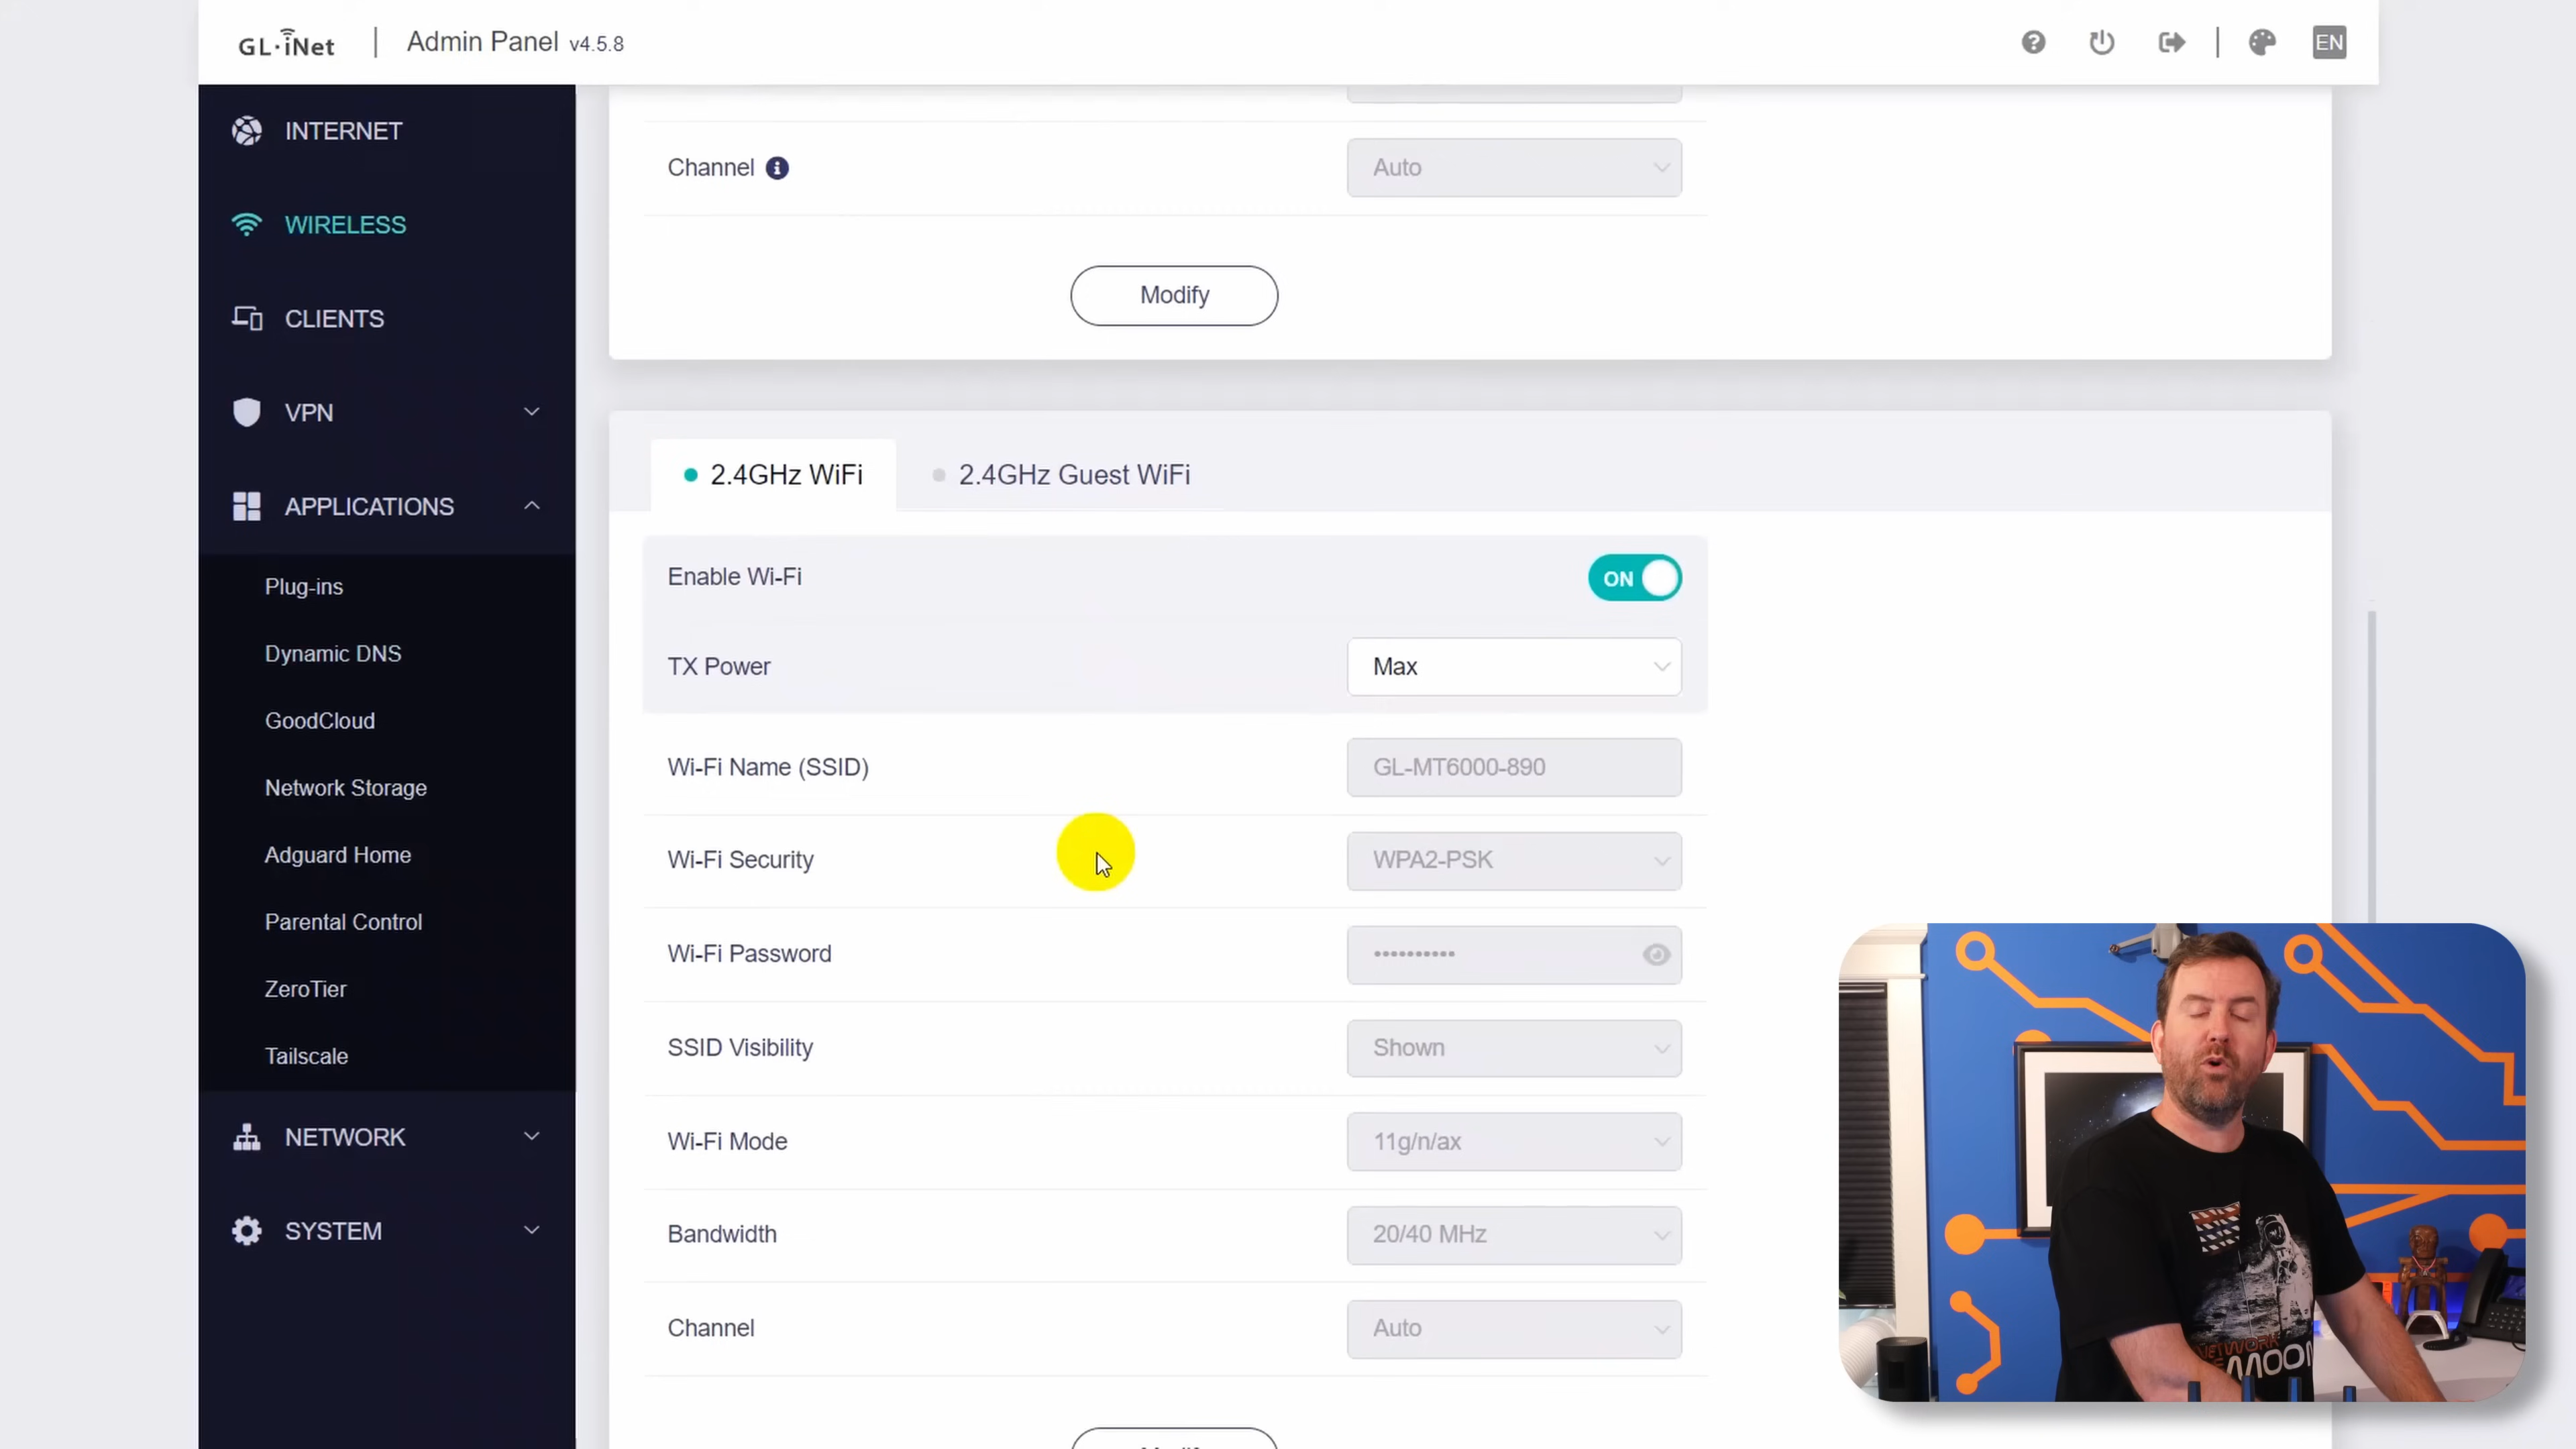 GL·iNet | Admin Panel v4.5.8 EN
INTERNET
WIRELESS
CLIENTS
VPN
APPLICATIONS
Plug-ins
Dynamic DNS
GoodCloud
Network Storage
Adguard Home
Parental Control
ZeroTier
Tailscale
NETWORK
SYSTEM
Channel Auto
Modify
2.4GHz WiFi 2.4GHz Guest WiFi
Enable Wi-Fi ON
TX Power Max
Wi-Fi Name (SSID) GL-MT6000-890
Wi-Fi Security WPA2-PSK
Wi-Fi Password ••••••••••
SSID Visibility Shown
Wi-Fi Mode 11g/n/ax
Bandwidth 20/40 MHz
Channel Auto
MOON